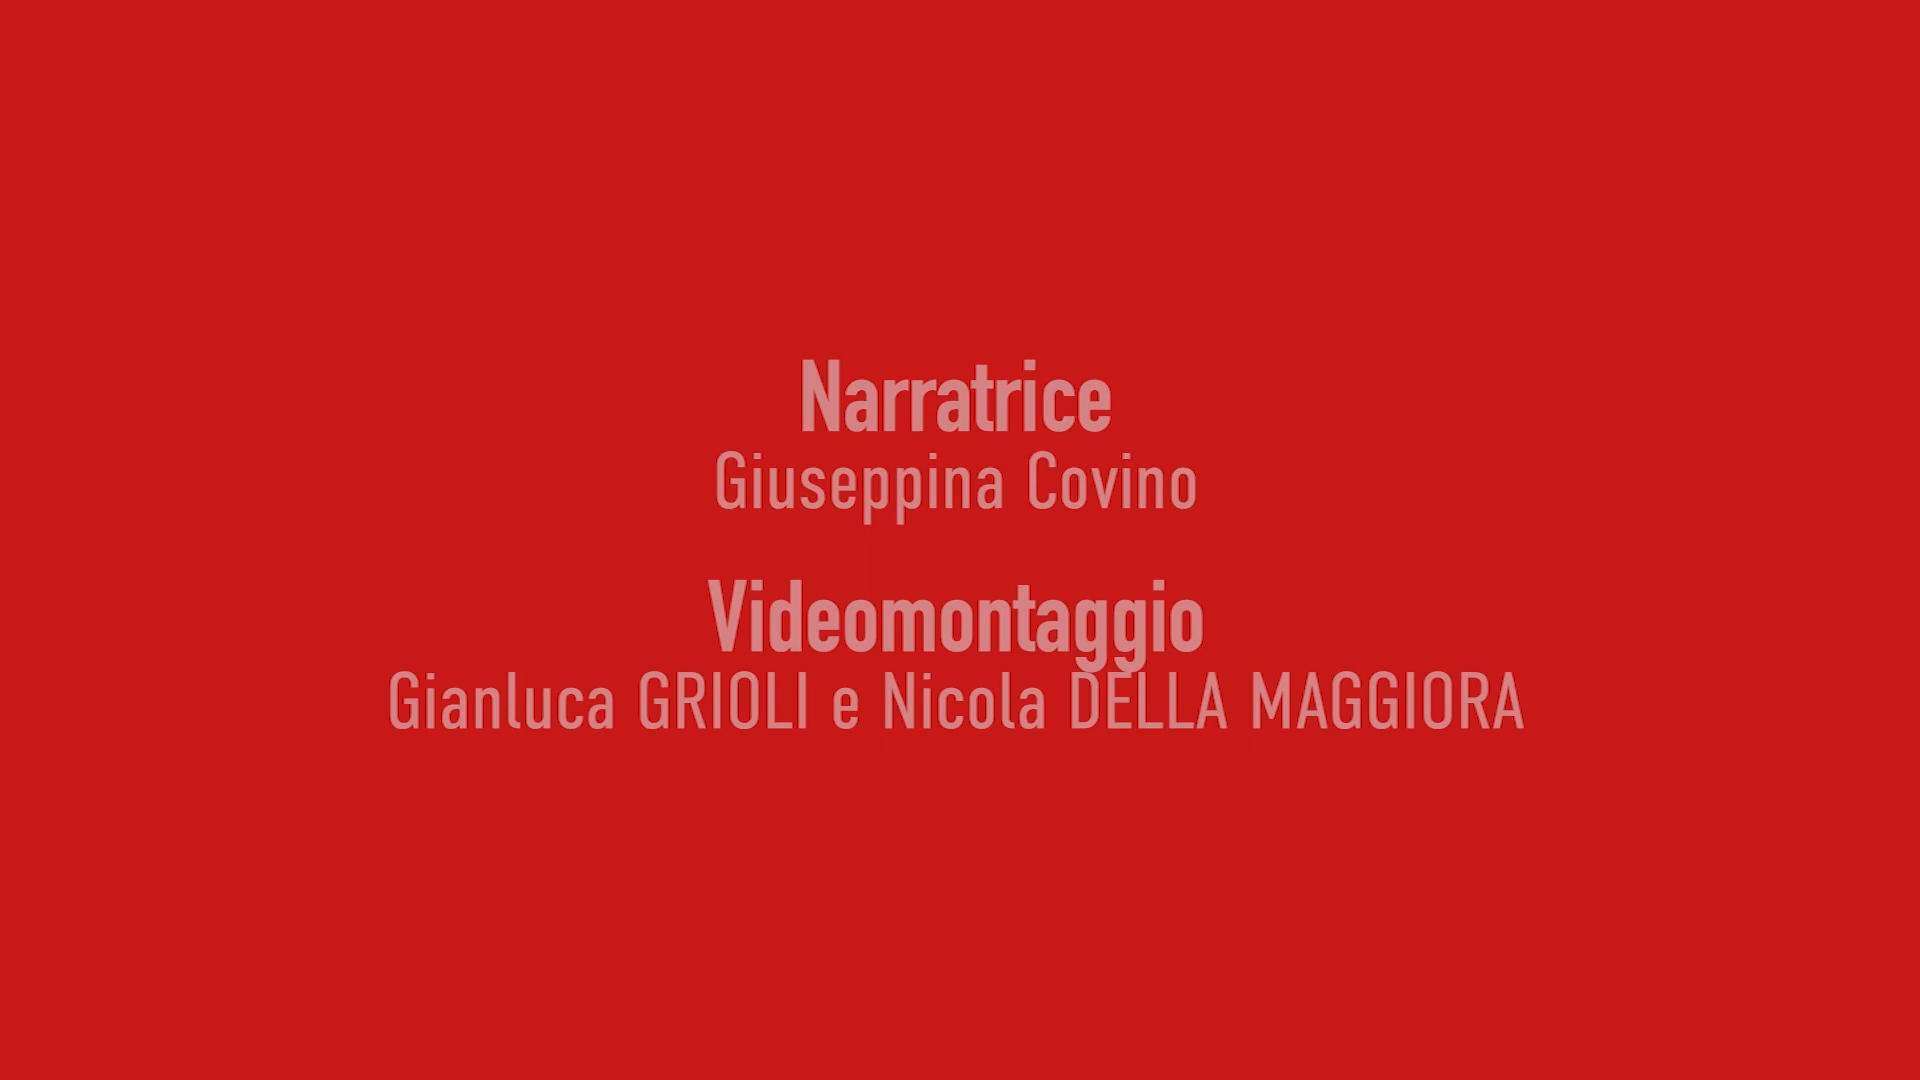 Narratrice
Giuseppina Covino
Videomontaggio
Gianluca GRIOLI e Nicola DELLA MAGGIORA